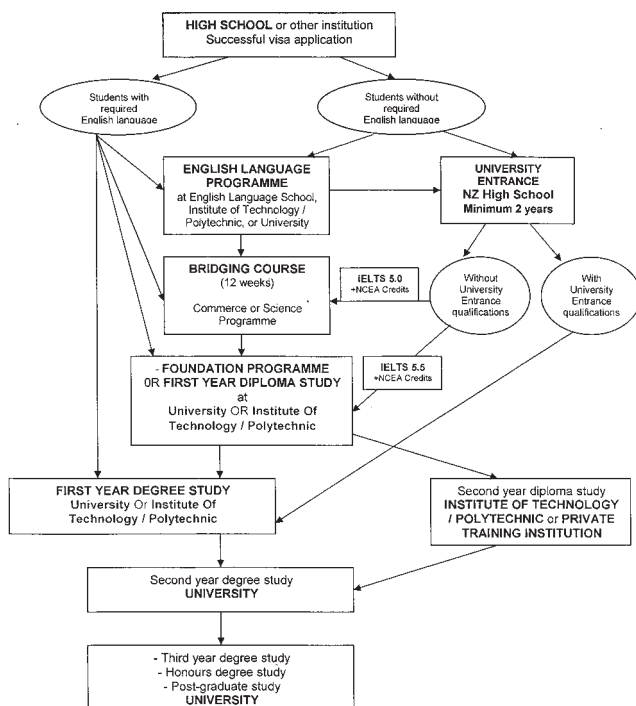 HIGH SCHOOL or other institution
Successful visa application
Students with
required
English language
Students without
required
English language
ENGLISH LANGUAGE
PROGRAMME
at English Language School,
Institute of Technology /
Polytechnic, or University
UNIVERSITY
ENTRANCE
NZ High School
Minimum 2 years
BRIDGING COURSE
(12 weeks)
Commerce or Science
Programme
IELTS 5.0
+NCEA Credits
Without
University
Entrance
qualifications
With
University
Entrance
qualifications
IELTS 5.5
+NCEA Credits
- FOUNDATION PROGRAMME
OR FIRST YEAR DIPLOMA STUDY
at
University OR Institute Of
Technology / Polytechnic
FIRST YEAR DEGREE STUDY
University Or Institute Of
Technology / Polytechnic
Second year diploma study
INSTITUTE OF TECHNOLOGY
/ POLYTECHNIC or PRIVATE
TRAINING INSTITUTION
Second year degree study
UNIVERSITY
- Third year degree study
- Honours degree study
- Post-graduate study
UNIVERSITY